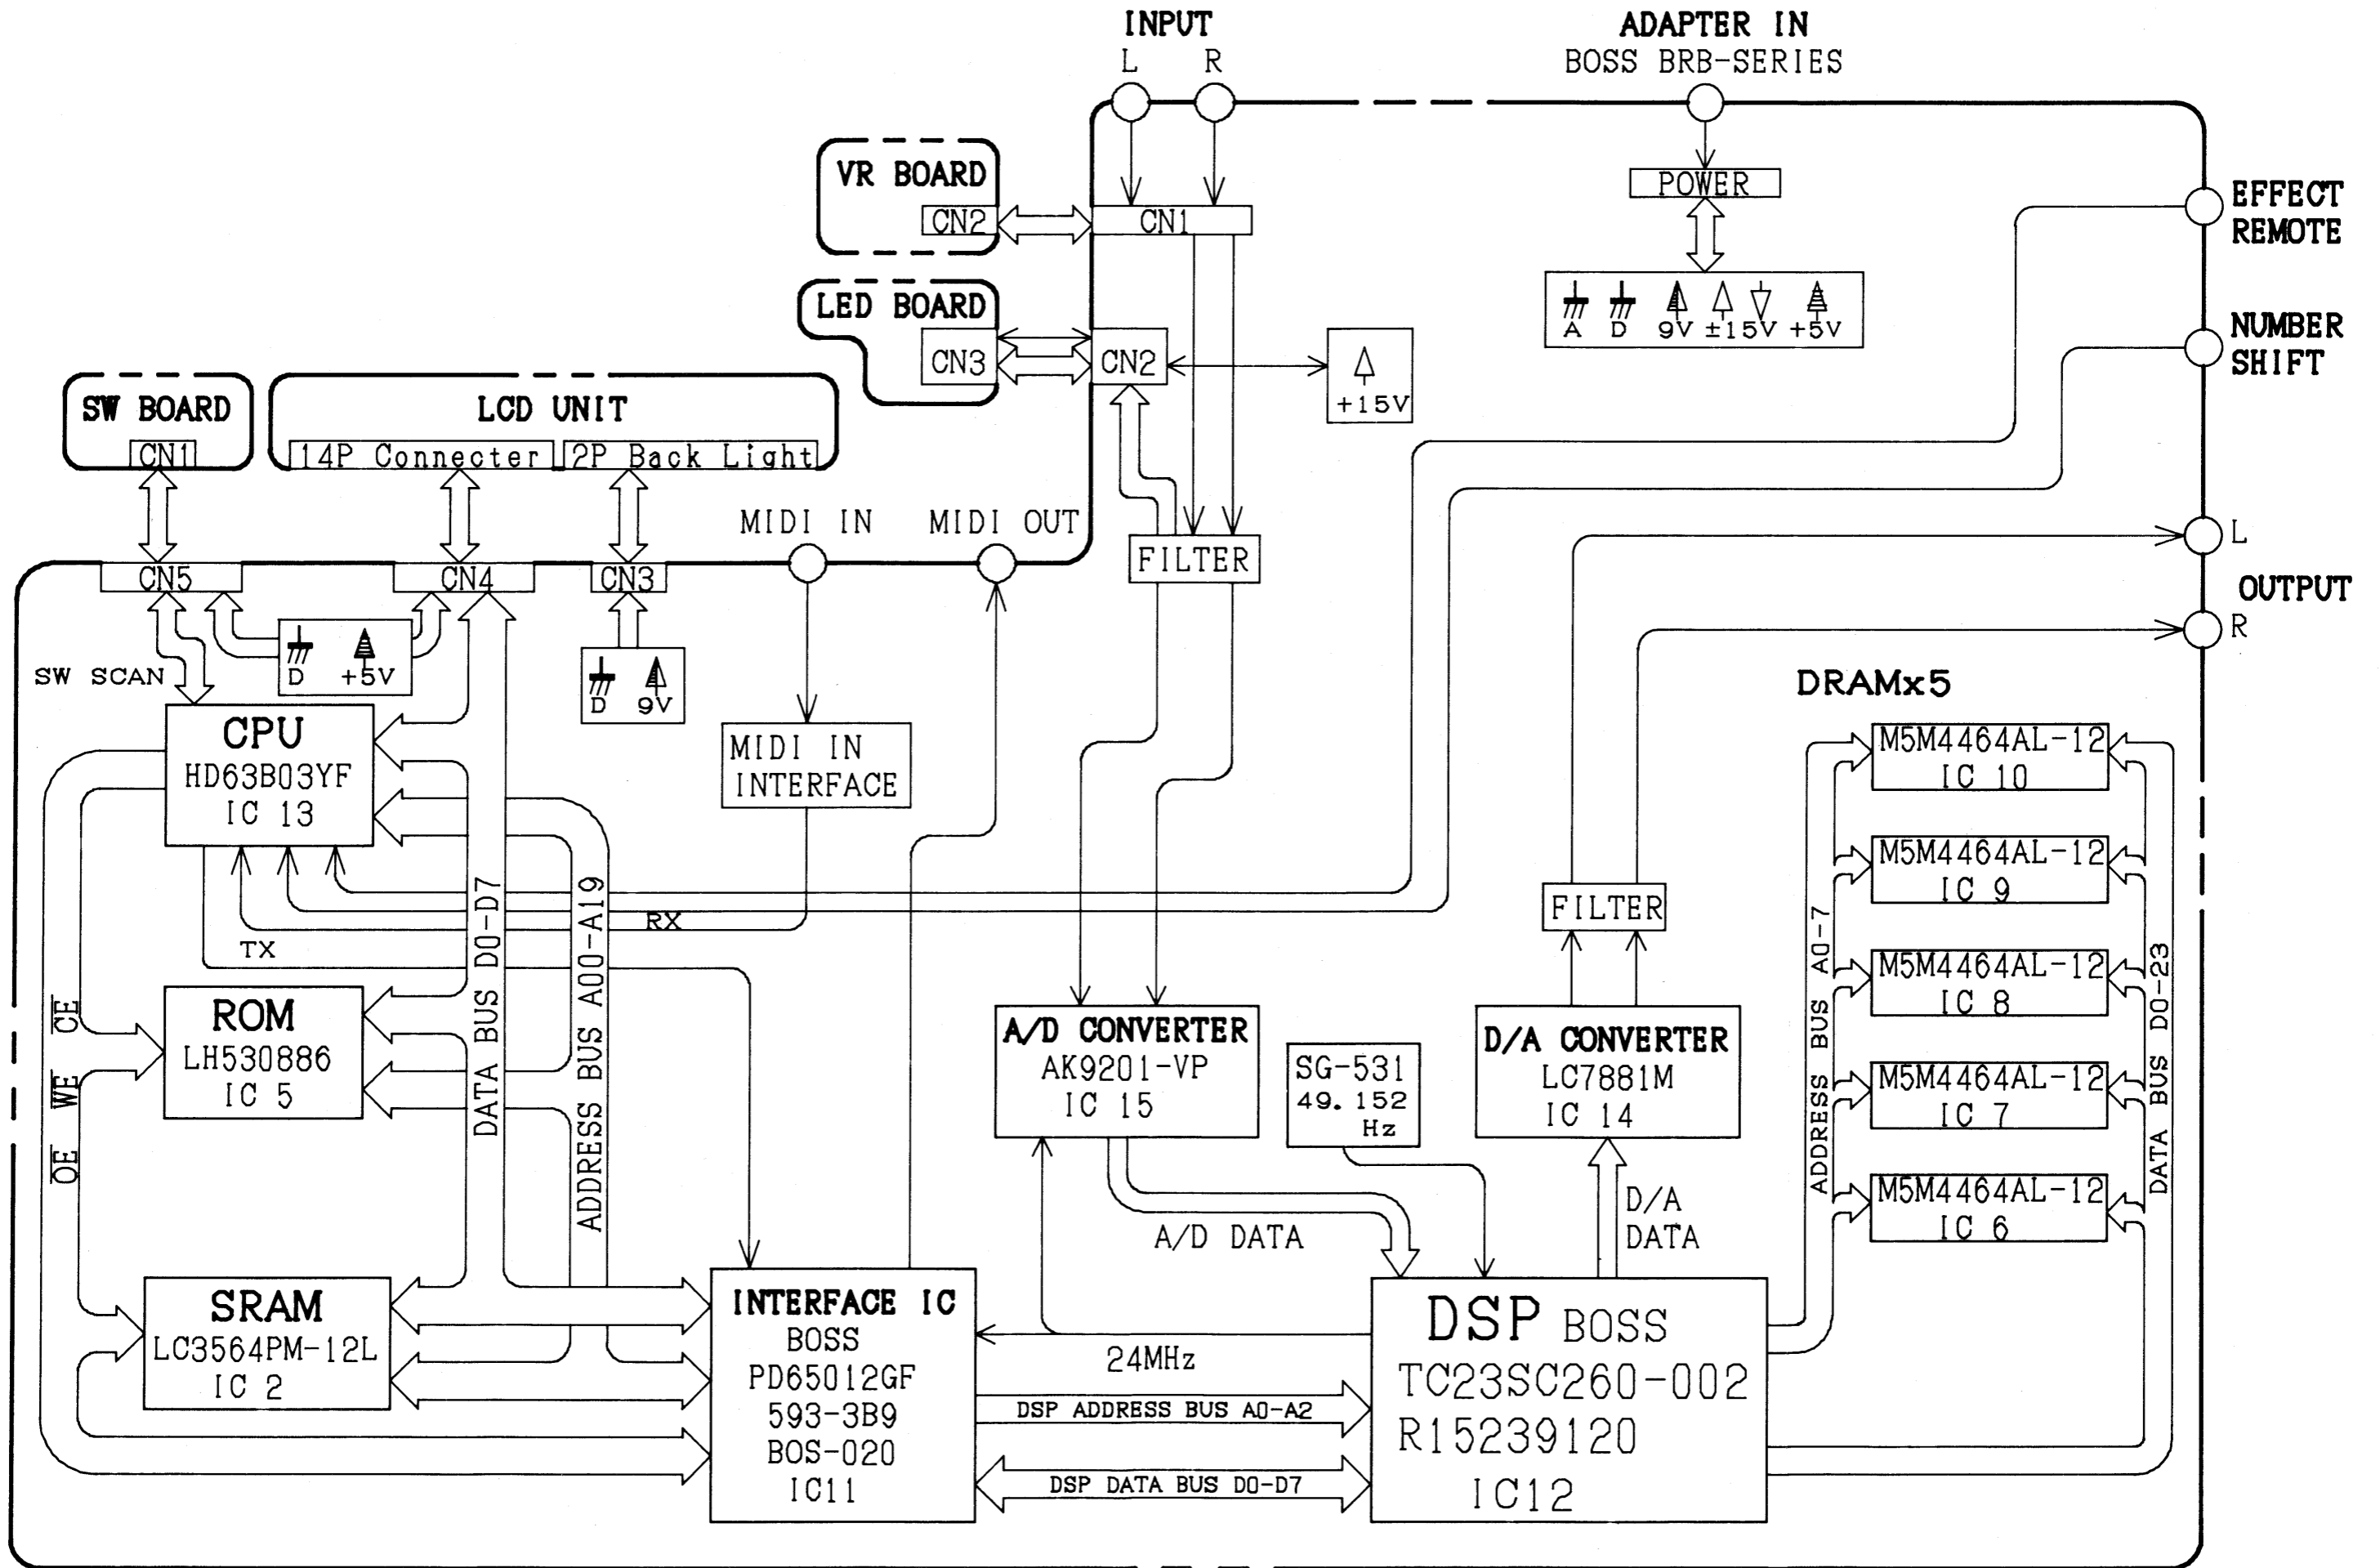 INPUT
L R
ADAPTER IN
BOSS BRB-SERIES
VR BOARD
CN2
CN1
POWER
EFFECT
REMOTE
A D 9V ±15V +5V
LED BOARD
CN3
CN2
+15V
NUMBER
SHIFT
SW BOARD
CN1
LCD UNIT
14P Connecter
2P Back Light
MIDI IN
MIDI OUT
FILTER
L
OUTPUT
R
CN5
CN4
CN3
D +5V
D 9V
SW SCAN
CPU
HD63B03YF
IC 13
MIDI IN
INTERFACE
DRAMx5
M5M4464AL-12
IC 10
M5M4464AL-12
IC 9
M5M4464AL-12
IC 8
M5M4464AL-12
IC 7
M5M4464AL-12
IC 6
ADDRESS BUS A0-7
DATA BUS D0-23
FILTER
RX
TX
DATA BUS D0-D7
ADDRESS BUS A00-A19
OE WE CE
ROM
LH530886
IC 5
A/D CONVERTER
AK9201-VP
IC 15
SG-531
49.152
Hz
D/A CONVERTER
LC7881M
IC 14
A/D DATA
D/A
DATA
SRAM
LC3564PM-12L
IC 2
INTERFACE IC
BOSS
PD65012GF
593-3B9
BOS-020
IC11
24MHz
DSP ADDRESS BUS A0-A2
DSP DATA BUS D0-D7
DSP BOSS
TC23SC260-002
R15239120
IC12